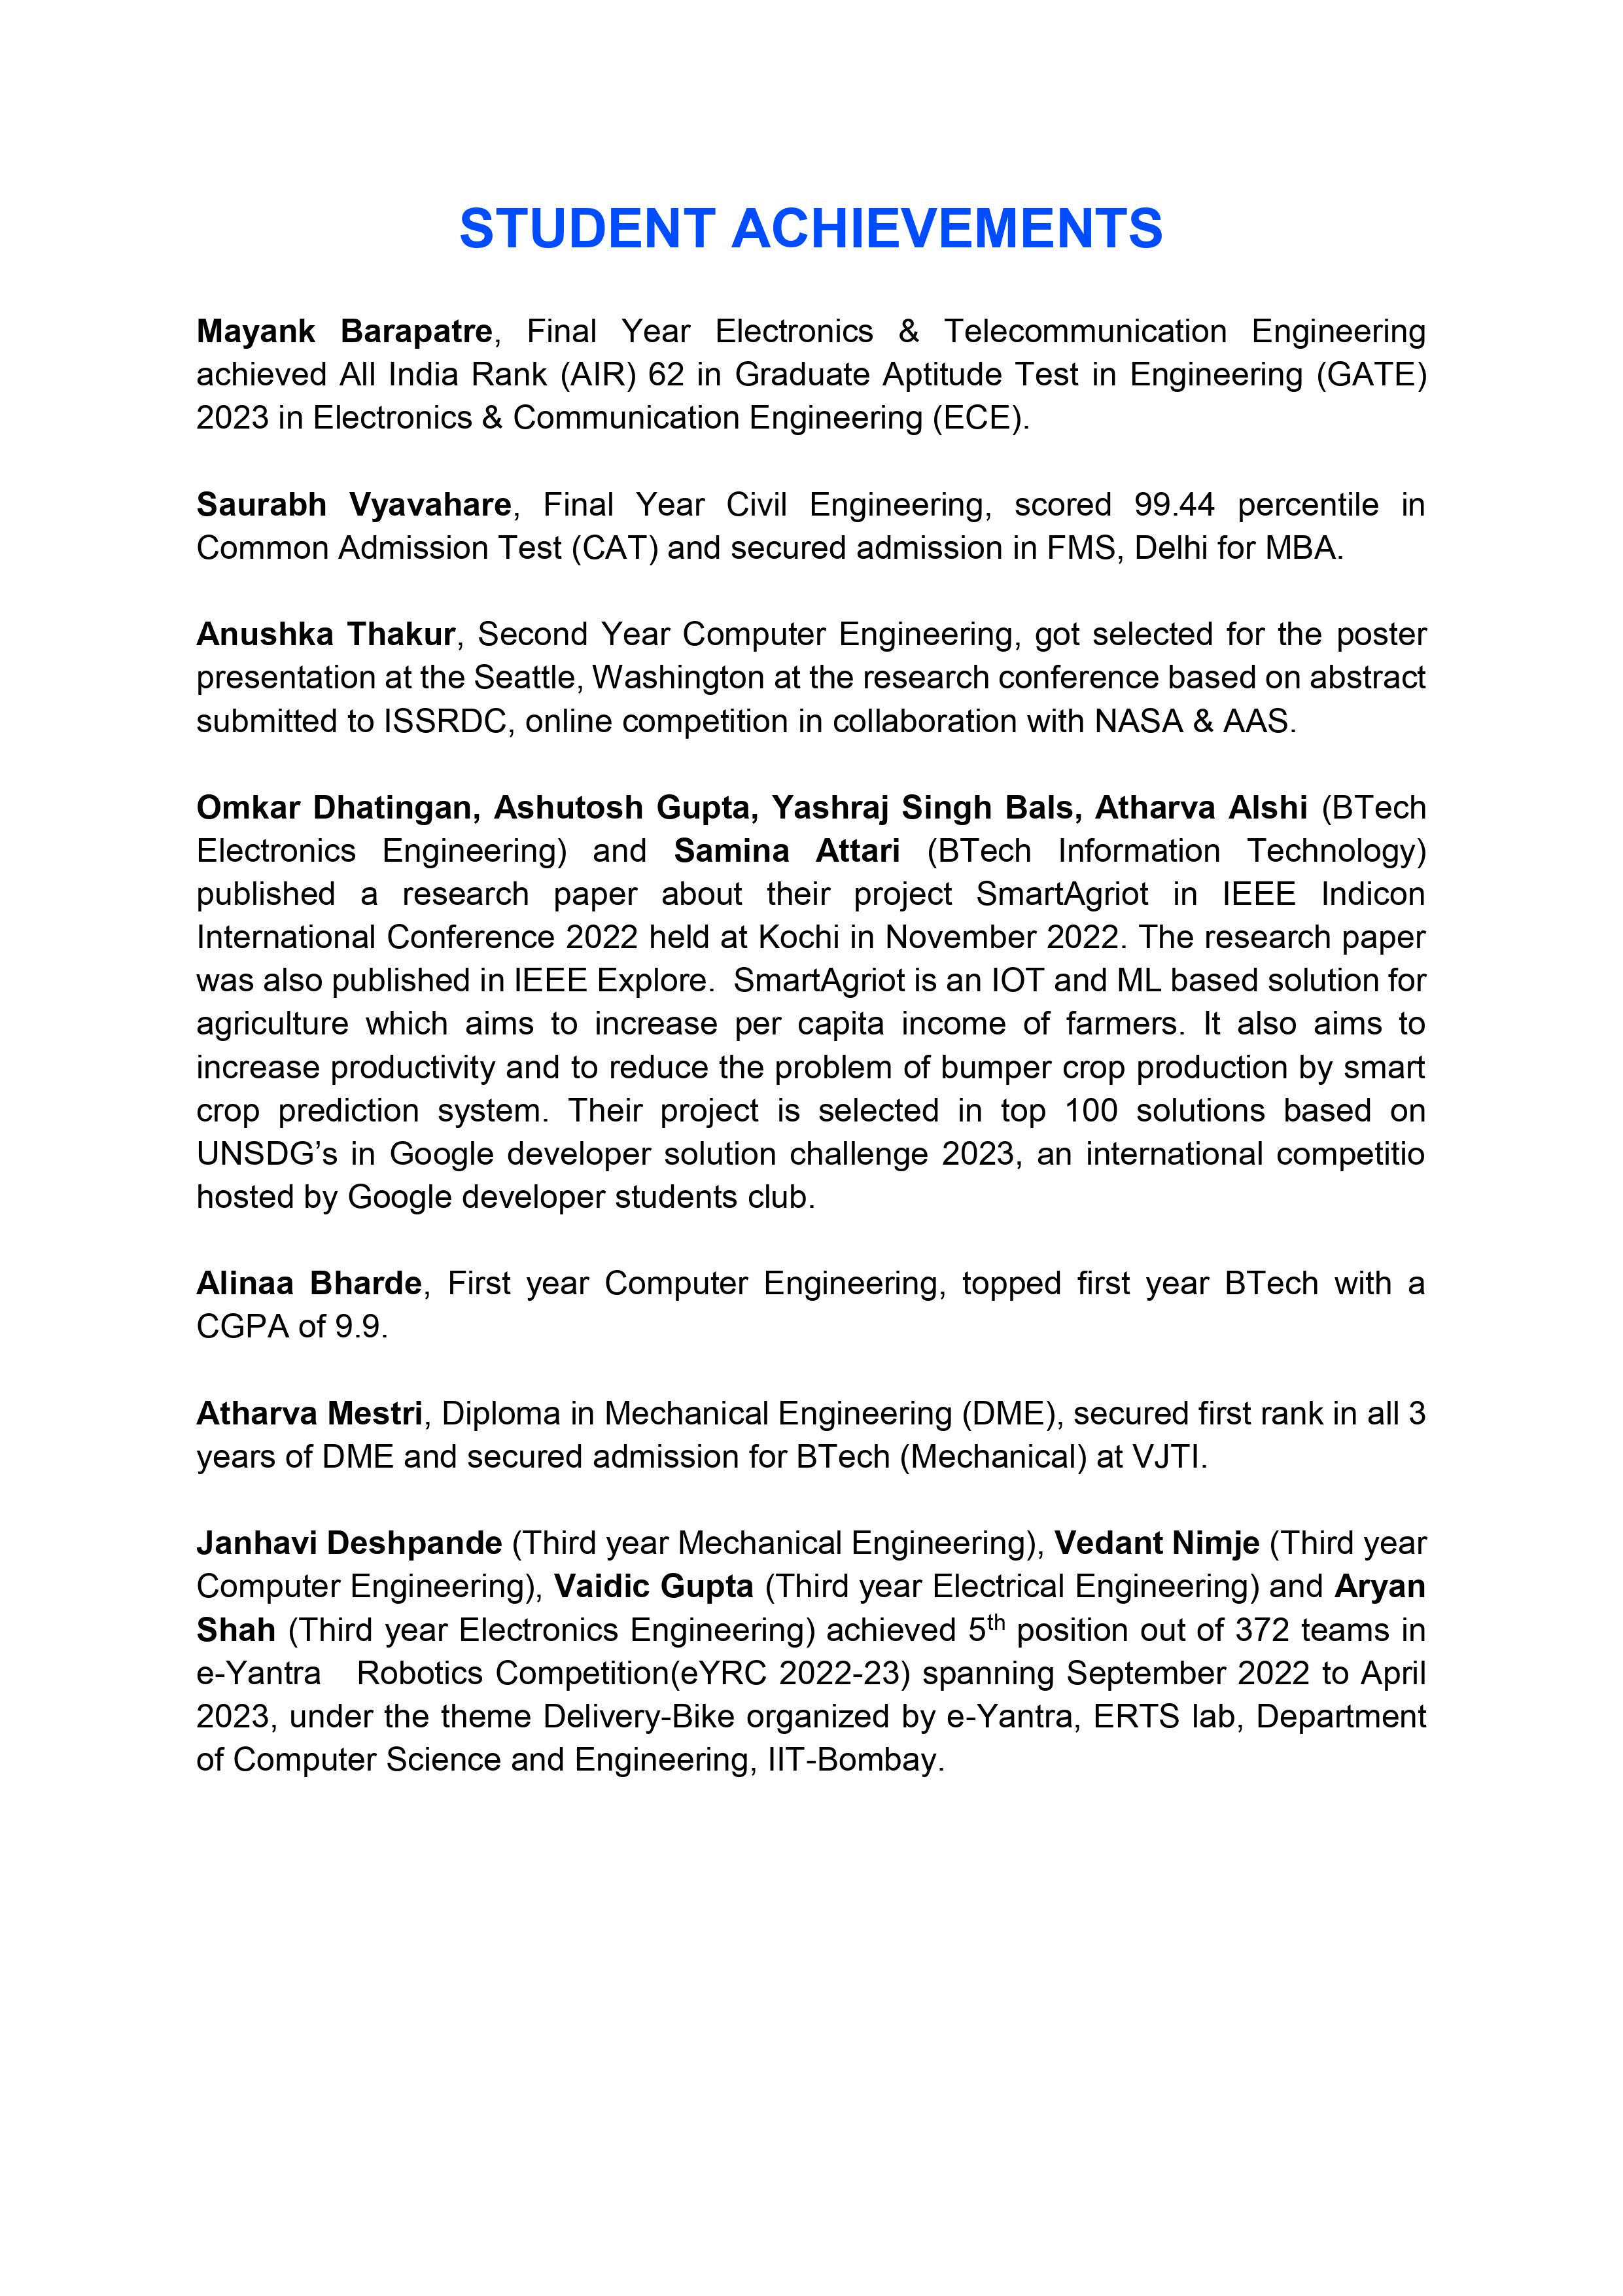 STUDENT ACHIEVEMENTS
Mayank Barapatre, Final Year Electronics & Telecommunication Engineering
achieved All India Rank (AIR) 62 in Graduate Aptitude Test in Engineering (GATE)
2023 in Electronics & Communication Engineering (ECE).
Saurabh Vyavahare, Final Year Civil Engineering, scored 99.44 percentile in
Common Admission Test (CAT) and secured admission in FMS, Delhi for MBA.
Anushka Thakur, Second Year Computer Engineering, got selected for the poster
presentation at the Seattle, Washington at the research conference based on abstract
submitted to ISSRDC, online competition in collaboration with NASA & AAS.
Omkar Dhatingan, Ashutosh Gupta, Yashraj Singh Bals, Atharva Alshi (BTech
Electronics Engineering) and Samina Attari (BTech Information Technology)
published a research paper about their project SmartAgriot in IEEE Indicon
International Conference 2022 held at Kochi in November 2022. The research paper
was also published in IEEE Explore.  SmartAgriot is an IOT and ML based solution for
agriculture which aims to increase per capita income of farmers. It also aims to
increase productivity and to reduce the problem of bumper crop production by smart
crop prediction system. Their project is selected in top 100 solutions based on
UNSDG’s in Google developer solution challenge 2023, an international competitio
hosted by Google developer students club.
Alinaa Bharde, First year Computer Engineering, topped first year BTech with a
CGPA of 9.9.
Atharva Mestri, Diploma in Mechanical Engineering (DME), secured first rank in all 3
years of DME and secured admission for BTech (Mechanical) at VJTI.
Janhavi Deshpande (Third year Mechanical Engineering), Vedant Nimje (Third year
Computer Engineering), Vaidic Gupta (Third year Electrical Engineering) and Aryan
Shah (Third year Electronics Engineering) achieved 5th position out of 372 teams in
e-Yantra   Robotics Competition(eYRC 2022-23) spanning September 2022 to April
2023, under the theme Delivery-Bike organized by e-Yantra, ERTS lab, Department
of Computer Science and Engineering, IIT-Bombay.